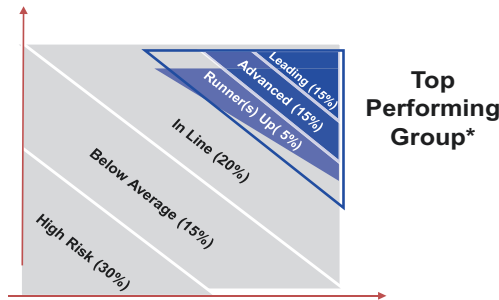 Leading (15%)
Advanced (15%)
Runner(s) Up( 5%)
In Line (20%)
Below Average (15%)
High Risk (30%)
Top
Performing
Group*